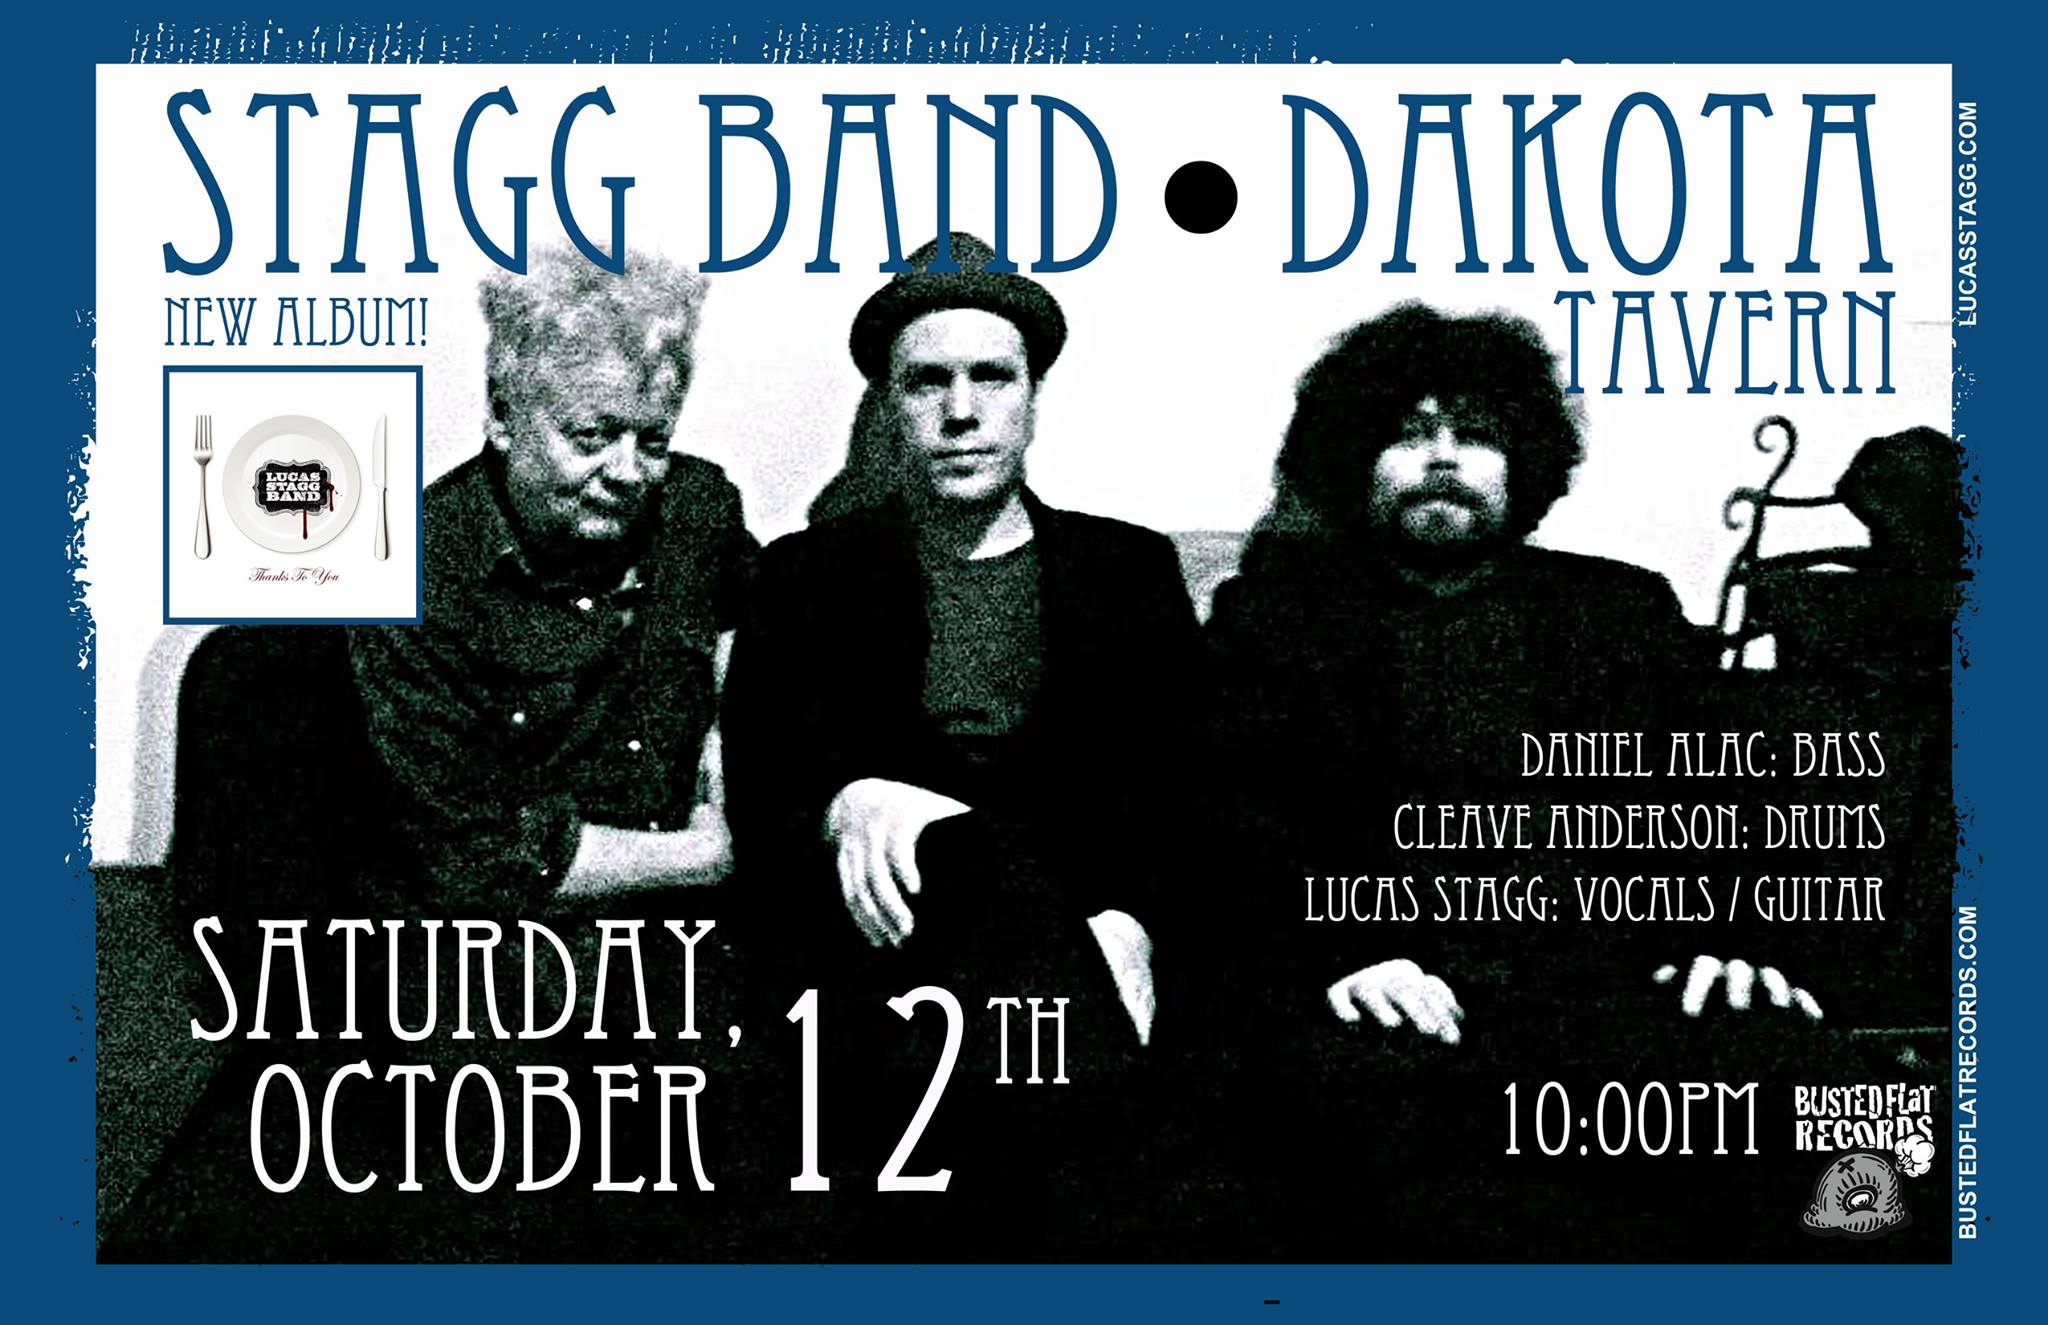 STAGG BAND • DAKOTA
TAVERN
NEW ALBUM!
LUCAS
STAGG
BAND
Thanks To You
LUCASSTAGG.COM
DANIEL ALAC: BASS
CLEAVE ANDERSON: DRUMS
LUCAS STAGG: VOCALS / GUITAR
SATURDAY,
OCTOBER 12TH
10:00PM
BUSTED FLAT
RECORDS
BUSTEDFLATRECORDS.COM